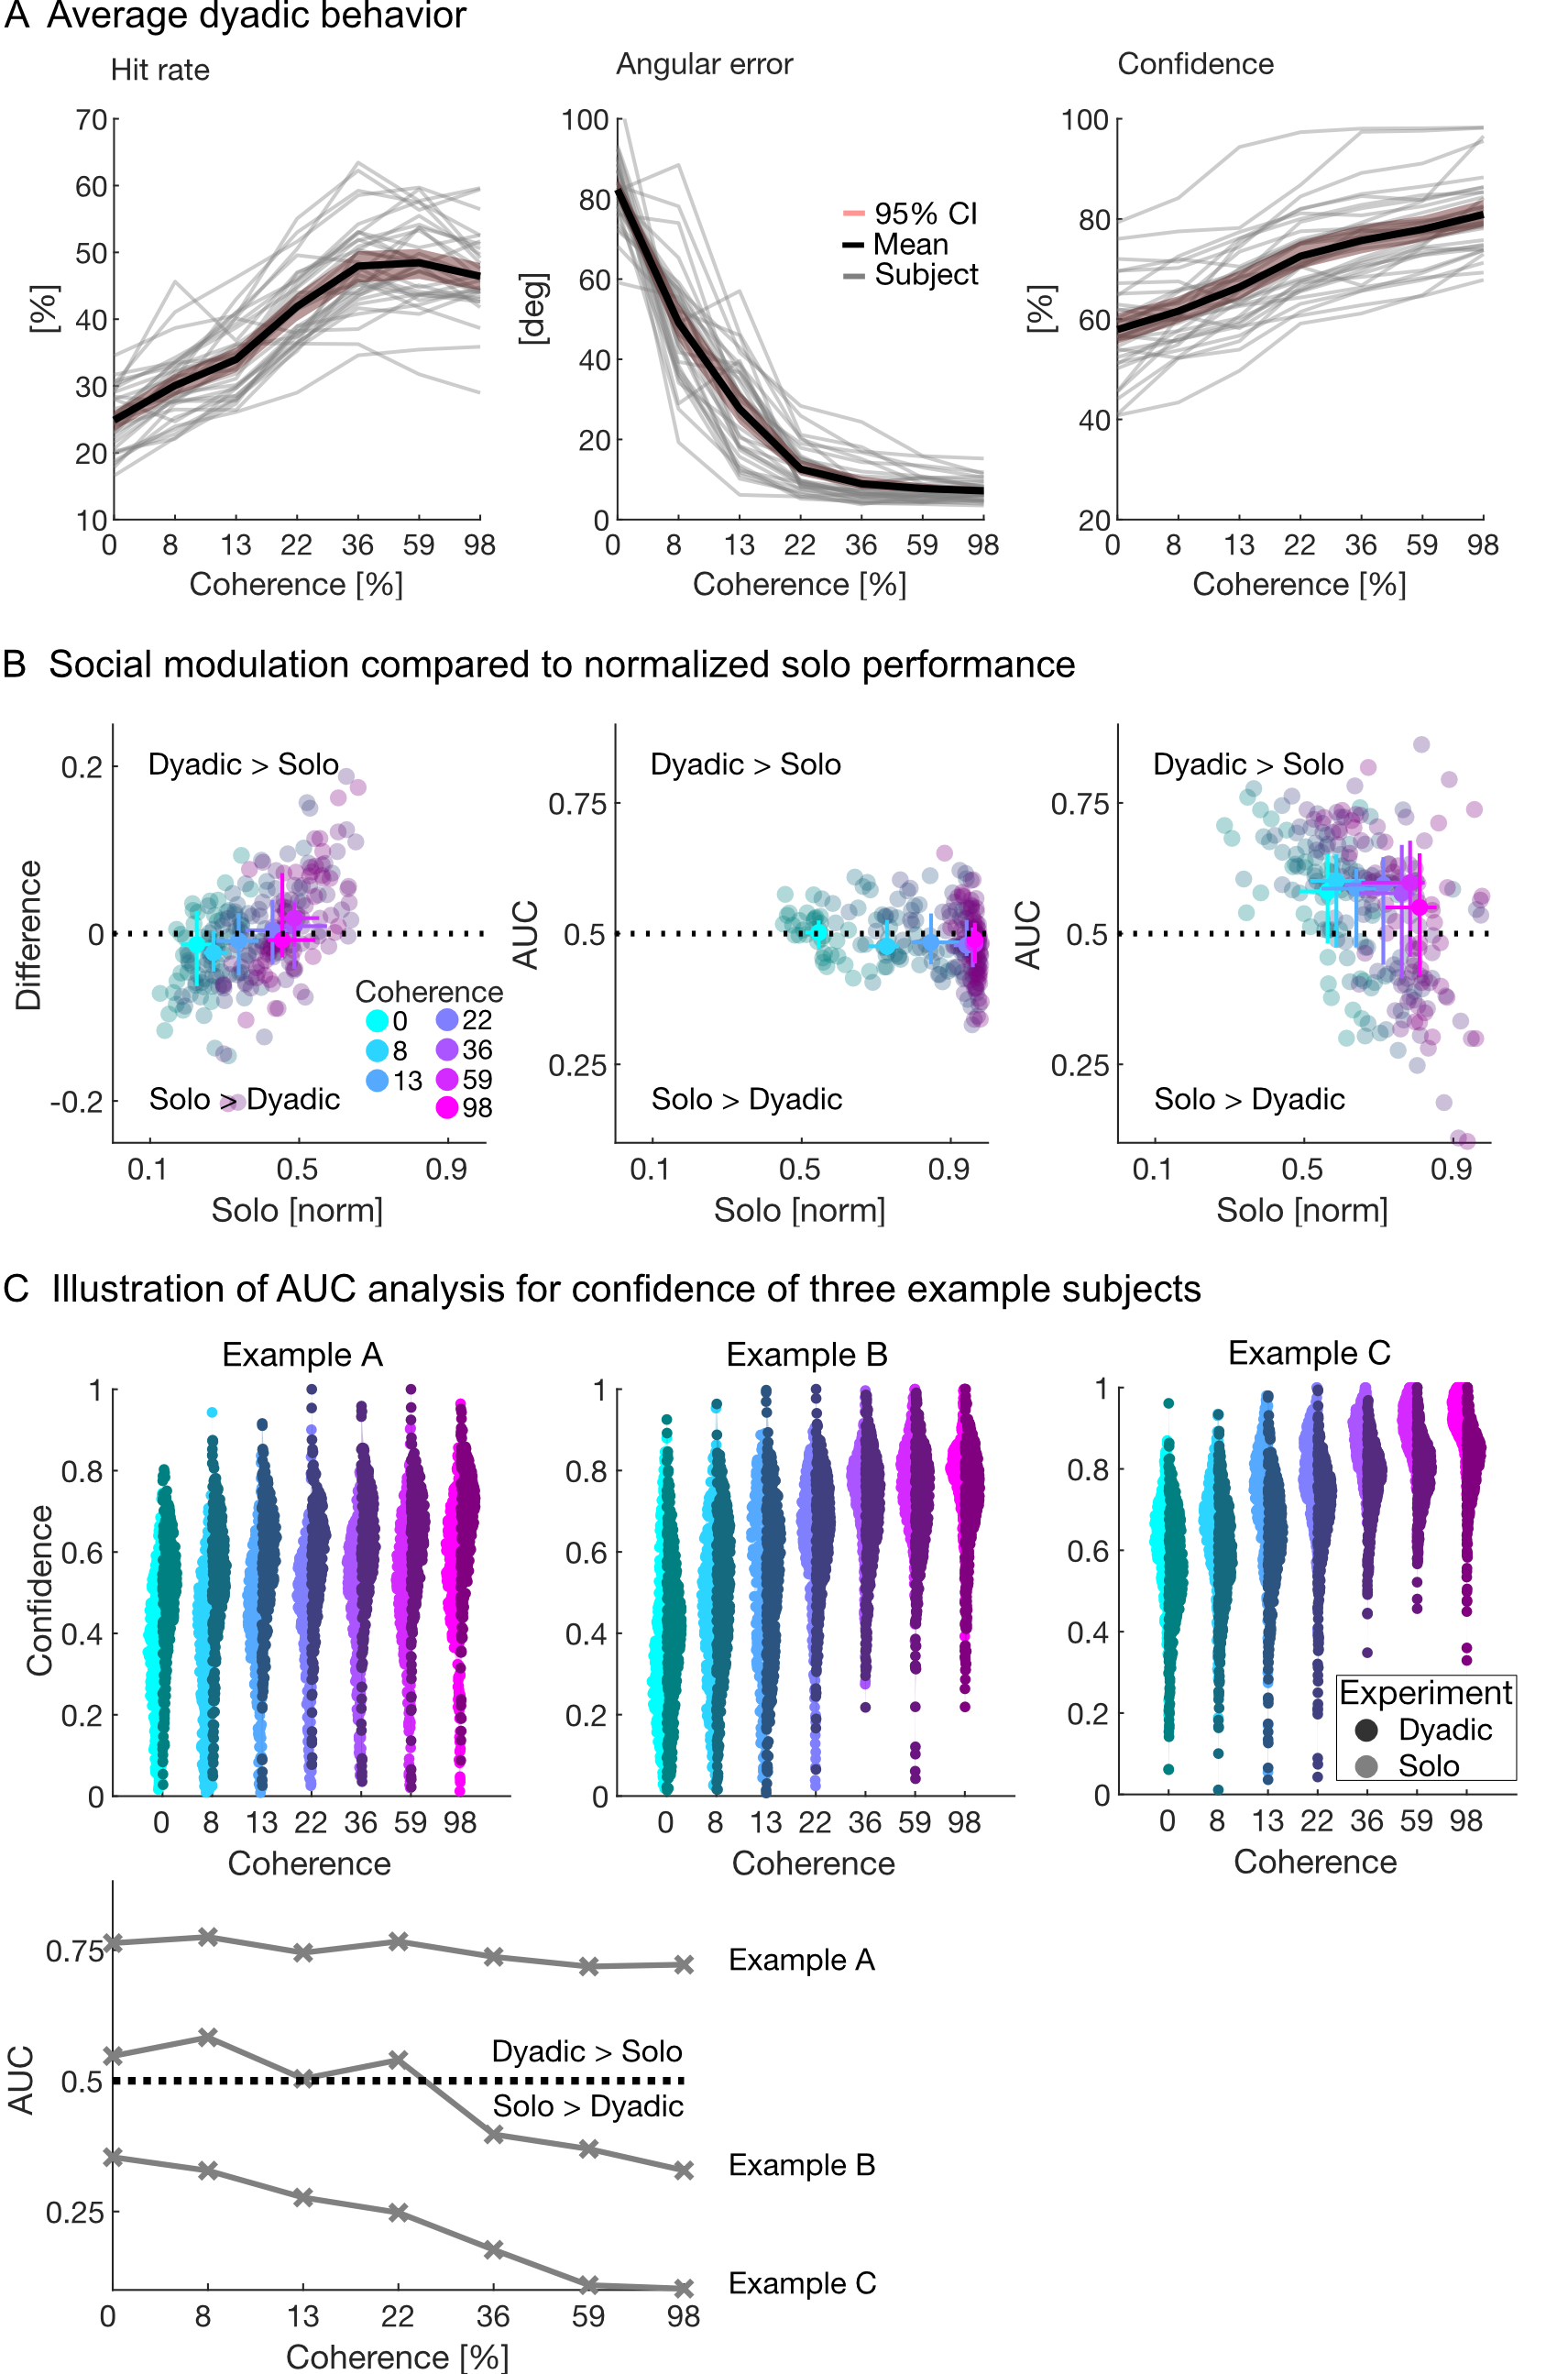 A Average dyadic behavior
Hit rate
Angular error
Confidence
70
60
50
40
30
20
10
[%]
0 8 13 22 36 59 98
Coherence [%]
100
80
60
40
20
0
[deg]
95% CI
Mean
Subject
0 8 13 22 36 59 98
Coherence [%]
100
80
60
40
20
[%]
0 8 13 22 36 59 98
Coherence [%]
B Social modulation compared to normalized solo performance
0.2
0
-0.2
Difference
Dyadic > Solo
Solo > Dyadic
Coherence
0
8
13
22
36
59
98
0.1 0.5 0.9
Solo [norm]
0.75
0.5
0.25
AUC
Dyadic > Solo
Solo > Dyadic
0.1 0.5 0.9
Solo [norm]
0.75
0.5
0.25
AUC
Dyadic > Solo
Solo > Dyadic
0.1 0.5 0.9
Solo [norm]
C Illustration of AUC analysis for confidence of three example subjects
Example A
1
0.8
0.6
0.4
0.2
0
Confidence
0 8 13 22 36 59 98
Coherence
Example B
1
0.8
0.6
0.4
0.2
0
0 8 13 22 36 59 98
Coherence
Example C
1
0.8
0.6
0.4
0.2
0
Experiment
Dyadic
Solo
0 8 13 22 36 59 98
Coherence
0.75
0.5
0.25
AUC
Example A
Dyadic > Solo
Solo > Dyadic
Example B
Example C
0 8 13 22 36 59 98
Coherence [%]